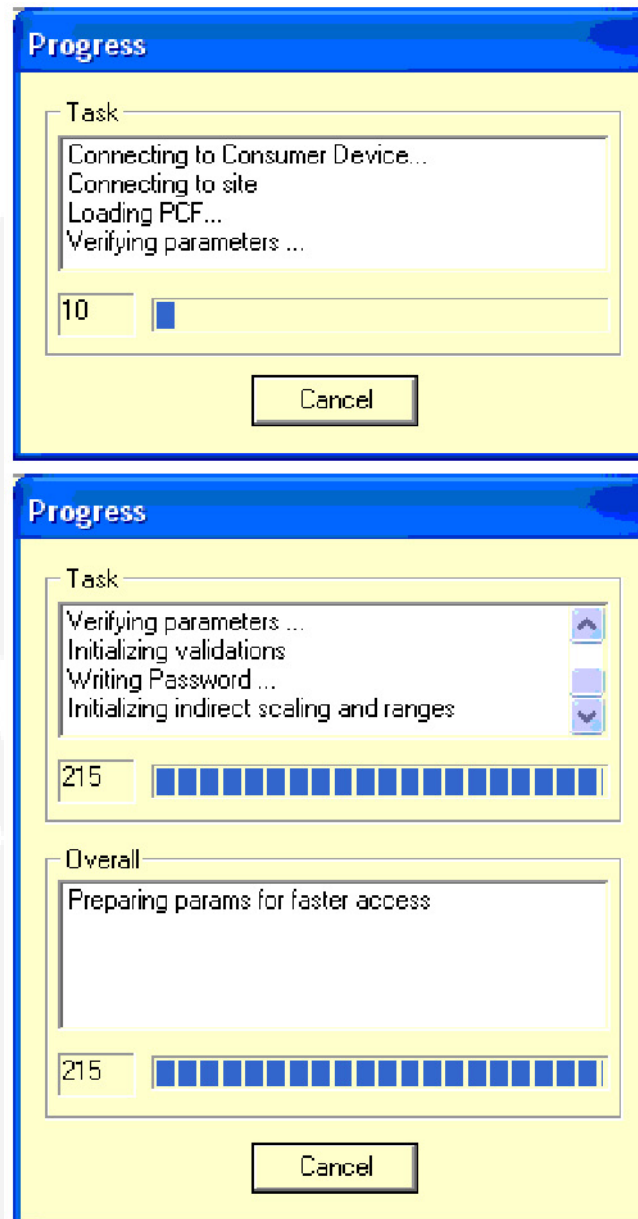 Progress
Task
Connecting to Consumer Device...
Connecting to site
Loading PCF...
Verifying parameters ...
10
Cancel
Progress
Task
Verifying parameters ...
Initializing validations
Writing Password ...
Initializing indirect scaling and ranges
215
Overall
Preparing params for faster access
215
Cancel